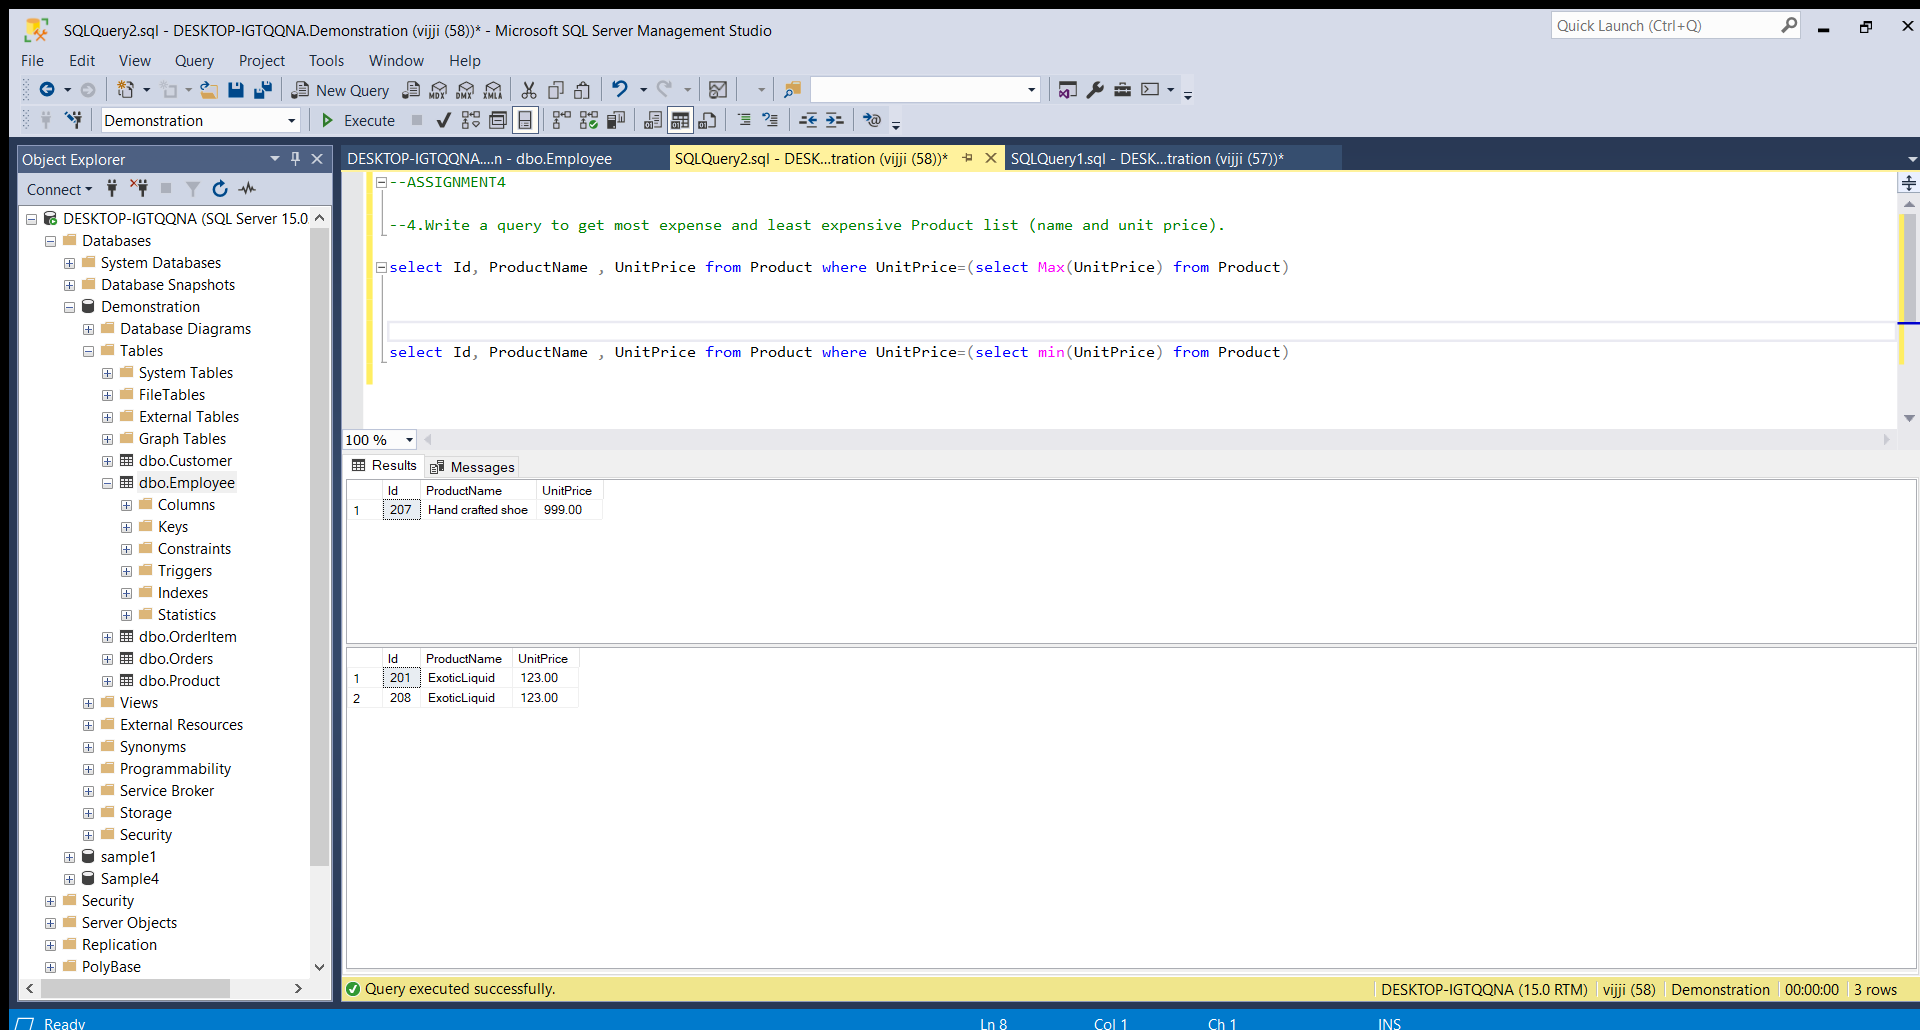 SQLQuery2.sql - DESKTOP-IGTQQNA.Demonstration (vijji (58))* - Microsoft SQL Server Management Studio
Quick Launch (Ctrl+Q)
File Edit View Query Project Tools Window Help
New Query
MDX DMX XMLA
Demonstration
Execute
Object Explorer
Connect
DESKTOP-IGTQQNA (SQL Server 15.0
Databases
System Databases
Database Snapshots
Demonstration
Database Diagrams
Tables
System Tables
FileTables
External Tables
Graph Tables
dbo.Customer
dbo.Employee
Columns
Keys
Constraints
Triggers
Indexes
Statistics
dbo.OrderItem
dbo.Orders
dbo.Product
Views
External Resources
Synonyms
Programmability
Service Broker
Storage
Security
sample1
Sample4
Security
Server Objects
Replication
PolyBase
DESKTOP-IGTQQNA....n - dbo.Employee
SQLQuery2.sql - DESK...tration (vijji (58))*
SQLQuery1.sql - DESK...tration (vijji (57))*
--ASSIGNMENT4
--4.Write a query to get most expense and least expensive Product list (name and unit price).
select Id, ProductName , UnitPrice from Product where UnitPrice=(select Max(UnitPrice) from Product)
select Id, ProductName , UnitPrice from Product where UnitPrice=(select min(UnitPrice) from Product)
100 %
Results Messages
Id ProductName UnitPrice
1 207 Hand crafted shoe 999.00
Id ProductName UnitPrice
1 201 ExoticLiquid 123.00
2 208 ExoticLiquid 123.00
Query executed successfully.
DESKTOP-IGTQQNA (15.0 RTM) vijji (58) Demonstration 00:00:00 3 rows
Ready Ln 8 Col 1 Ch 1 INS